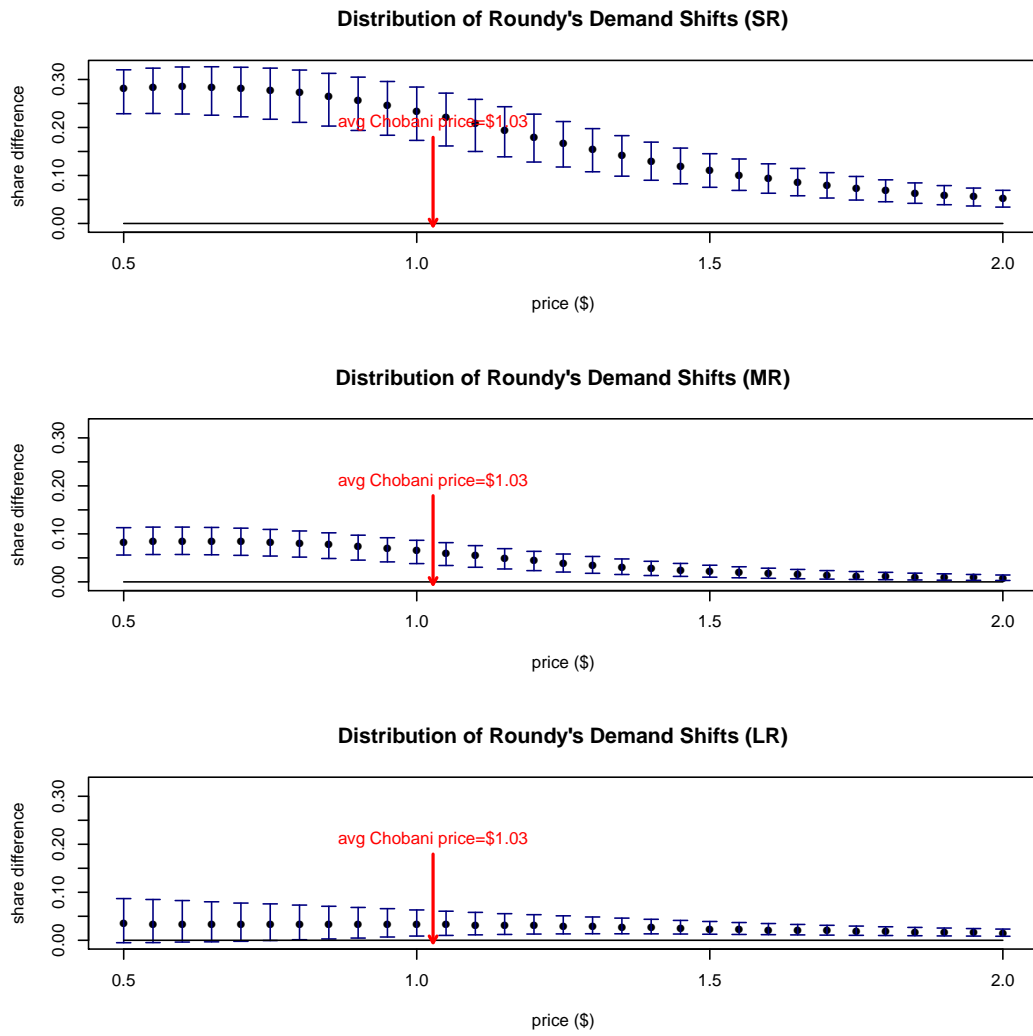 Distribution of Roundy's Demand Shifts (SR)
share difference
0.30
0.20
0.10
0.00
avg Chobani price=$1.03
0.5 1.0 1.5 2.0
price ($)
Distribution of Roundy's Demand Shifts (MR)
share difference
0.30
0.20
0.10
0.00
avg Chobani price=$1.03
0.5 1.0 1.5 2.0
price ($)
Distribution of Roundy's Demand Shifts (LR)
share difference
0.30
0.20
0.10
0.00
avg Chobani price=$1.03
0.5 1.0 1.5 2.0
price ($)